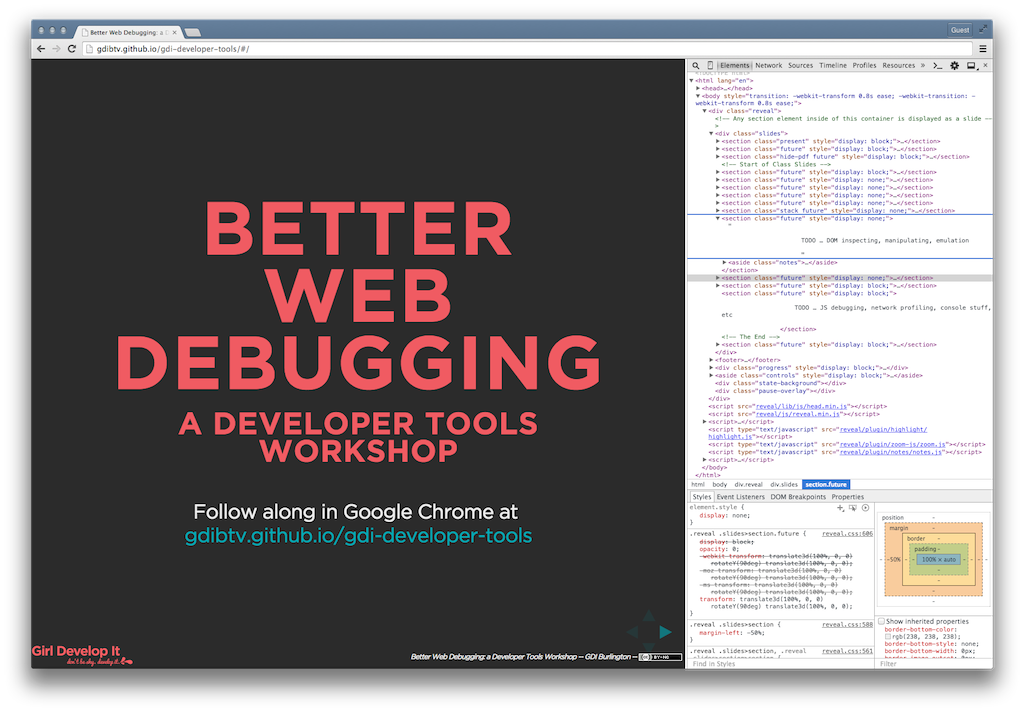 Better Web Debugging: a D
Guest
gdibtv.github.io/gdi-developer-tools/#/
BETTER
WEB
DEBUGGING
A DEVELOPER TOOLS
WORKSHOP
Follow along in Google Chrome at
gdibtv.github.io/gdi-developer-tools
Girl Develop It
don't be shy, develop it.
Better Web Debugging: a Developer Tools Workshop — GDI Burlington —
Elements Network Sources Timeline Profiles Resources »
<!DOCTYPE html>
<html lang="en">
<head>…</head>
<body style="transition: -webkit-transform 0.8s ease; -webkit-transition: -
webkit-transform 0.8s ease;">
<div class="reveal">
<!-- Any section element inside of this container is displayed as a slide --
>
<div class="slides">
<section class="present" style="display: block;">…</section>
<section class="future" style="display: block;">…</section>
<section class="hide-pdf future" style="display: block;">…</section>
<!-- Start of Class Slides -->
<section class="future" style="display: block;">…</section>
<section class="future" style="display: none;">…</section>
<section class="future" style="display: none;">…</section>
<section class="future" style="display: none;">…</section>
<section class="future" style="display: none;">…</section>
<section class="stack future" style="display: none;">…</section>
<section class="future" style="display: none;">
"
TODO … DOM inspecting, manipulating, emulation
"
<aside class="notes">…</aside>
</section>
<section class="future" style="display: none;">…</section>
<section class="future" style="display: block;">…</section>
<section class="future" style="display: block;">
TODO … JS debugging, network profiling, console stuff,
etc
</section>
<!-- The End -->
<section class="future" style="display: block;">…</section>
</div>
<footer>…</footer>
<div class="progress" style="display: block;">…</div>
<aside class="controls" style="display: block;">…</aside>
<div class="state-background"></div>
<div class="pause-overlay"></div>
</div>
<script src="reveal/lib/js/head.min.js"></script>
<script src="reveal/js/reveal.min.js"></script>
<script>…</script>
<script type="text/javascript" src="reveal/plugin/highlight/
highlight.js"></script>
<script type="text/javascript" src="reveal/plugin/zoom-js/zoom.js"></script>
<script type="text/javascript" src="reveal/plugin/notes/notes.js"></script>
<script>…</script>
</body>
</html>
html body div.reveal div.slides section.future
Styles Event Listeners DOM Breakpoints Properties
element.style {
display: none;
}
.reveal .slides>section.future { reveal.css:606
display: block;
opacity: 0;
-webkit-transform: translate3d(100%, 0, 0)
rotateY(90deg) translate3d(100%, 0, 0);
-moz-transform: translate3d(100%, 0, 0)
rotateY(90deg) translate3d(100%, 0, 0);
-ms-transform: translate3d(100%, 0, 0)
rotateY(90deg) translate3d(100%, 0, 0);
transform: translate3d(100%, 0, 0)
rotateY(90deg) translate3d(100%, 0, 0);
}
.reveal .slides>section { reveal.css:588
margin-left: -50%;
}
.reveal .slides>section, .reveal reveal.css:561
Find in Styles
position -
margin -
border -
padding -
-50% - - 100% × auto - - -
Show inherited properties
border-bottom-color:
rgb(238, 238, 238);
border-bottom-style: none;
border-bottom-width: 0px;
Filter